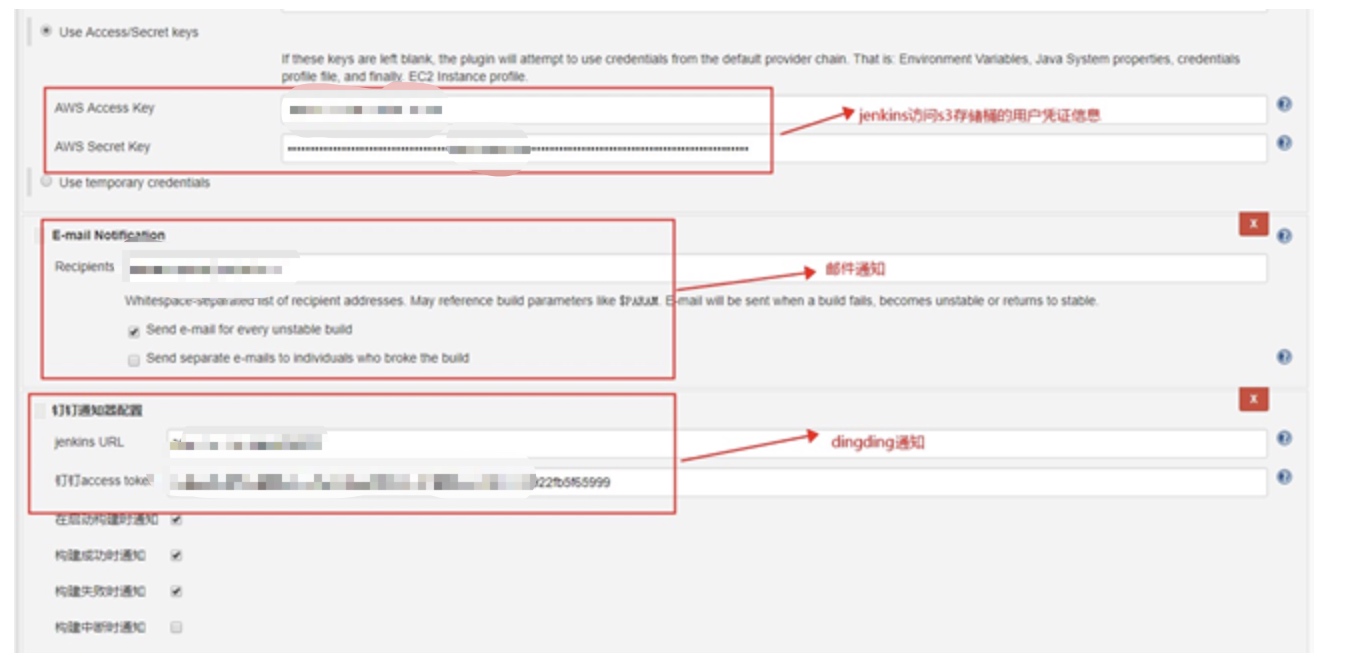 Use Access/Secret keys
If these keys are left blank, the plugin will attempt to use credentials from the default provider chain. That is: Environment Variables, Java System properties, credentials
profile file, and finally. EC2 Instance profile.
AWS Access Key
jenkins访问s3存储桶的用户凭证信息
AWS Secret Key
Use temporary credentials
X
E-mail Notification
Recipients
邮件通知
Whitespace-separated list of recipient addresses. May reference build parameters like $PARAM. E-mail will be sent when a build fails, becomes unstable or returns to stable.
Send e-mail for every unstable build
Send separate e-mails to individuals who broke the build
X
钉钉通知器配置
jenkins URL
dingding通知
钉钉access token
922fb5f65999
在启动构建时通知
构建成功时通知
构建失败时通知
构建中断时通知